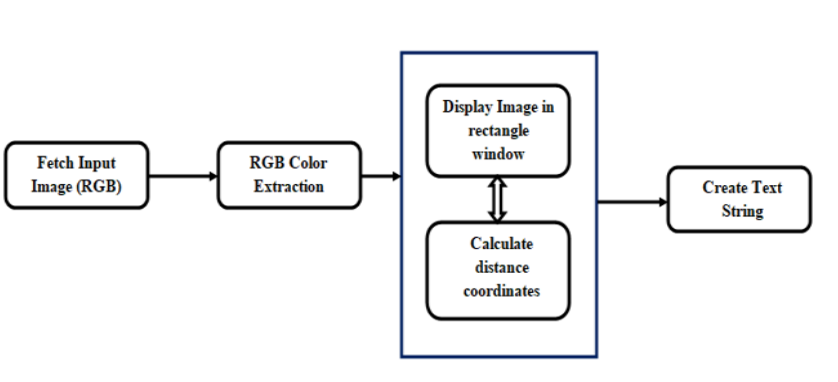 Fetch Input
Image (RGB)
RGB Color
Extraction
Display Image in
rectangle
window
Calculate
distance
coordinates
Create Text
String